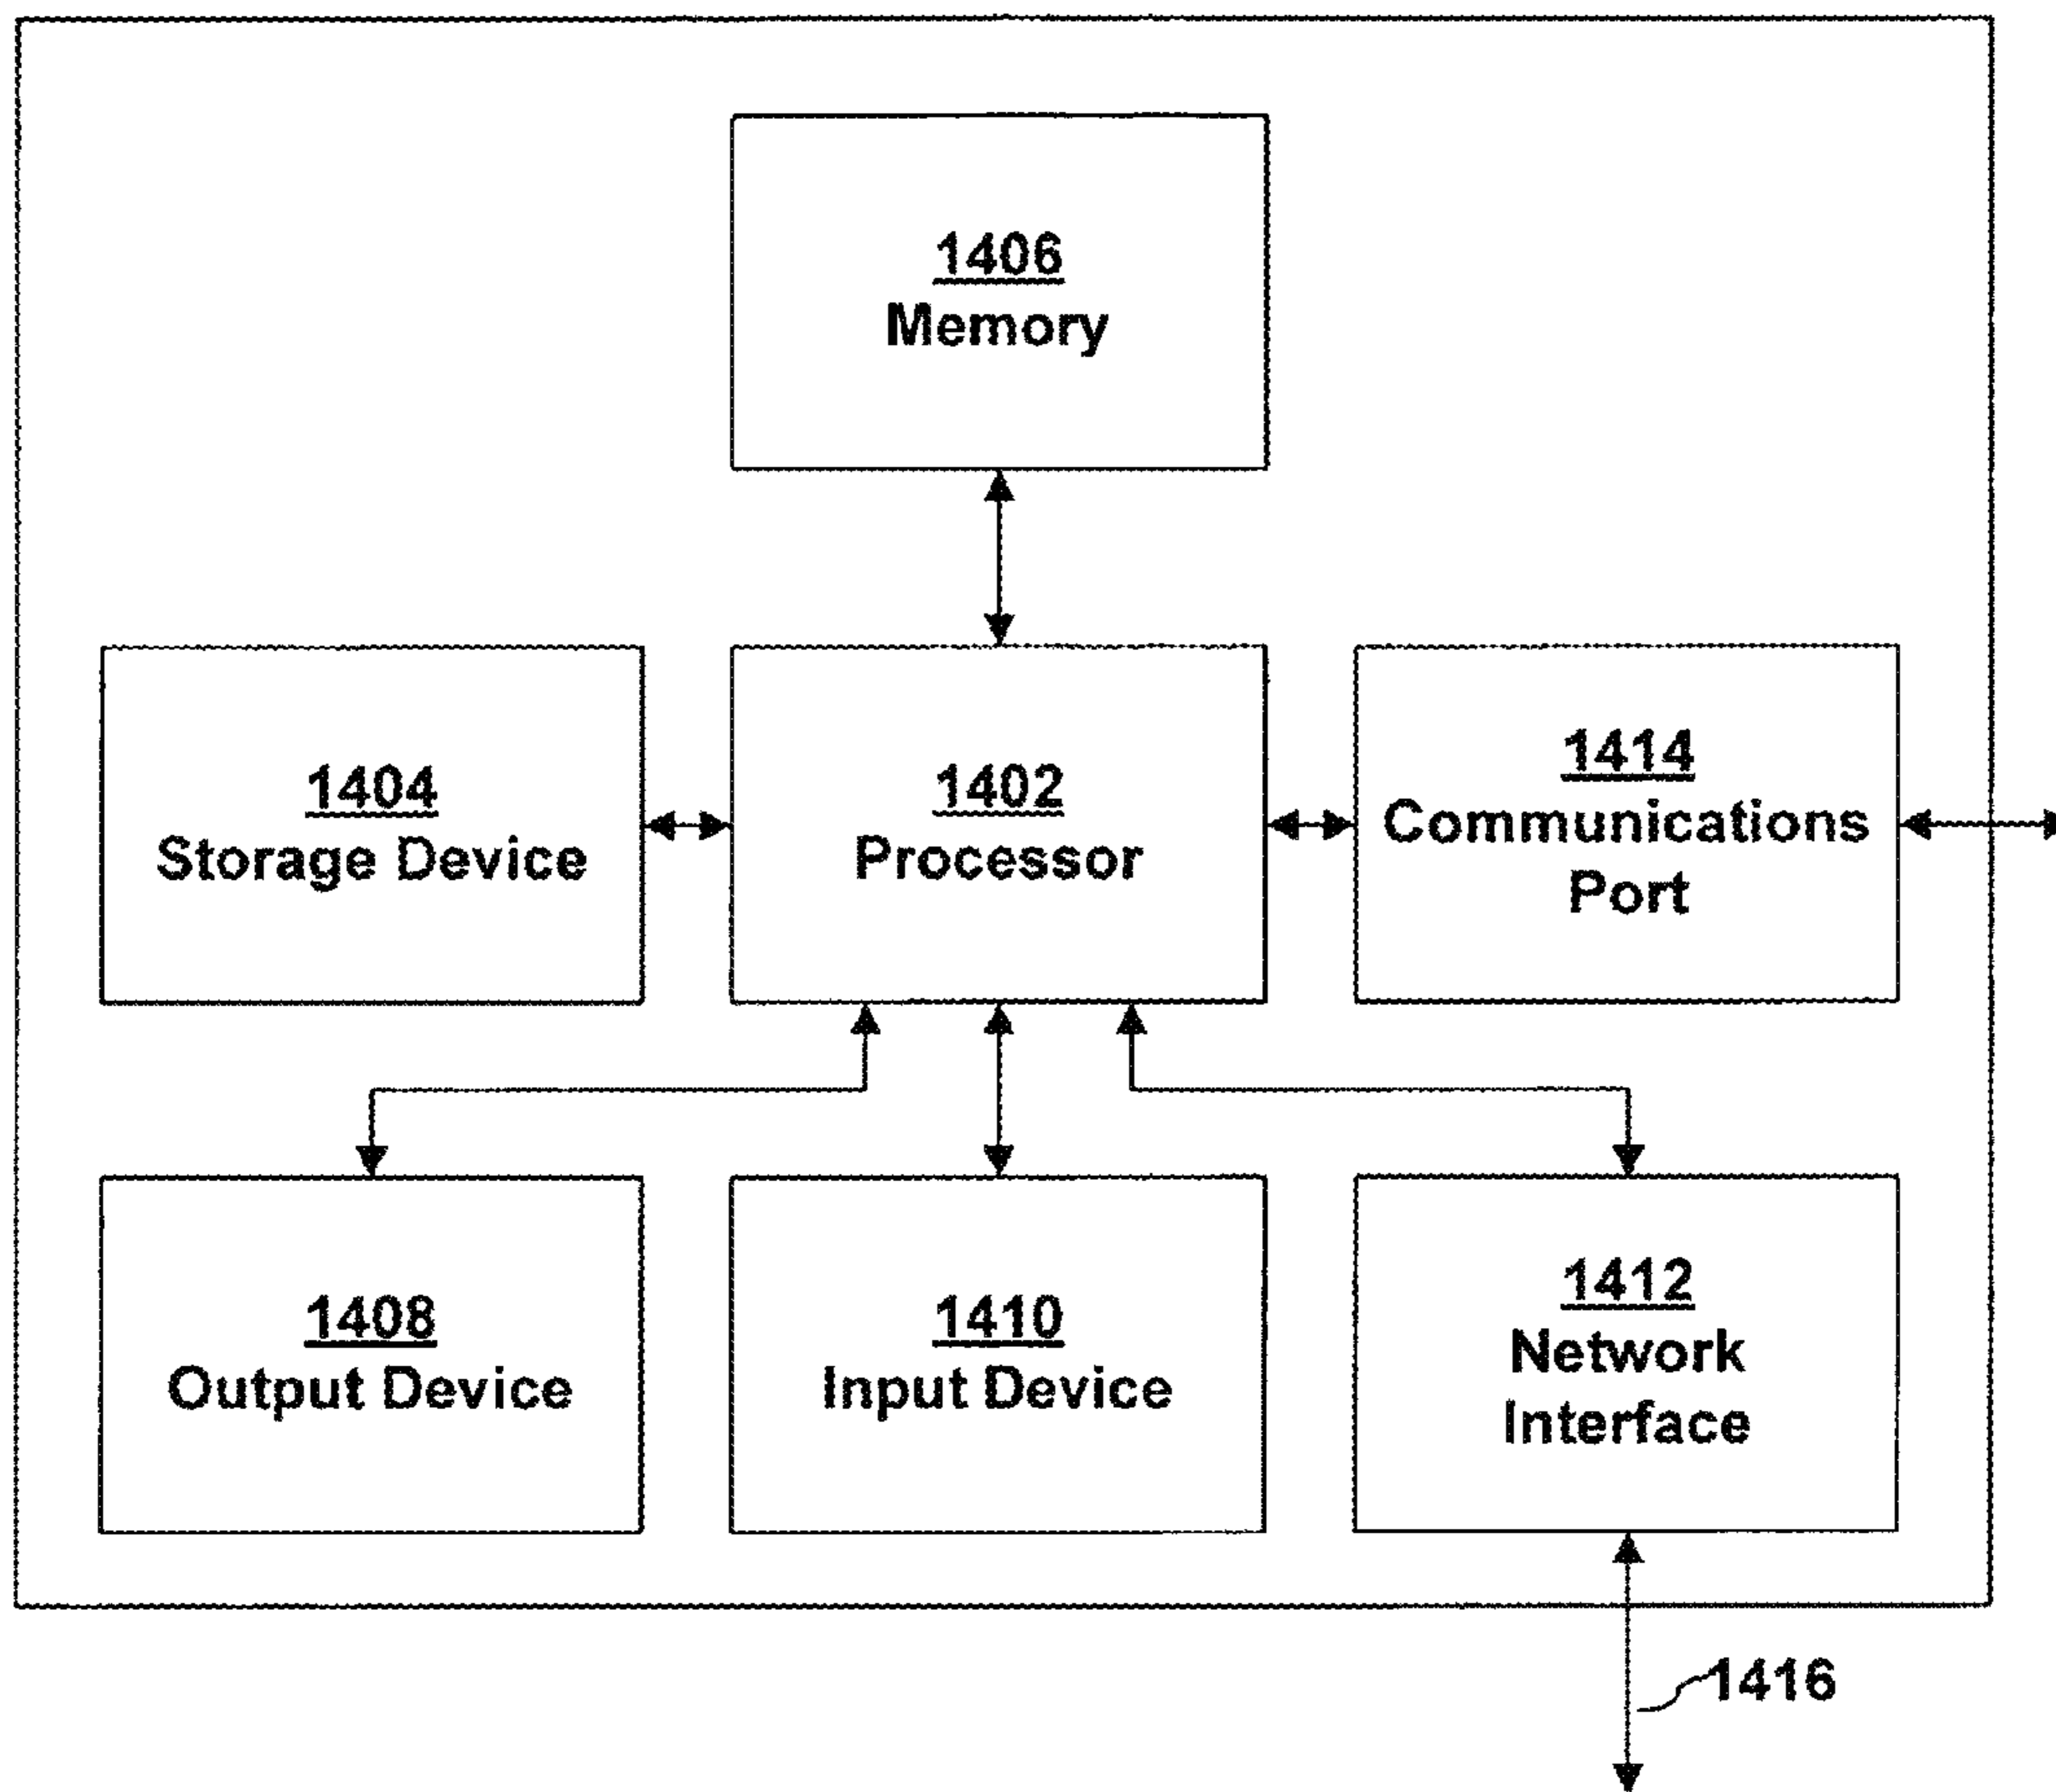 1406
Memory
1404
Storage Device
1402
Processor
1414
Communications
Port
1408
Output Device
1410
Input Device
1412
Network
Interface
1416